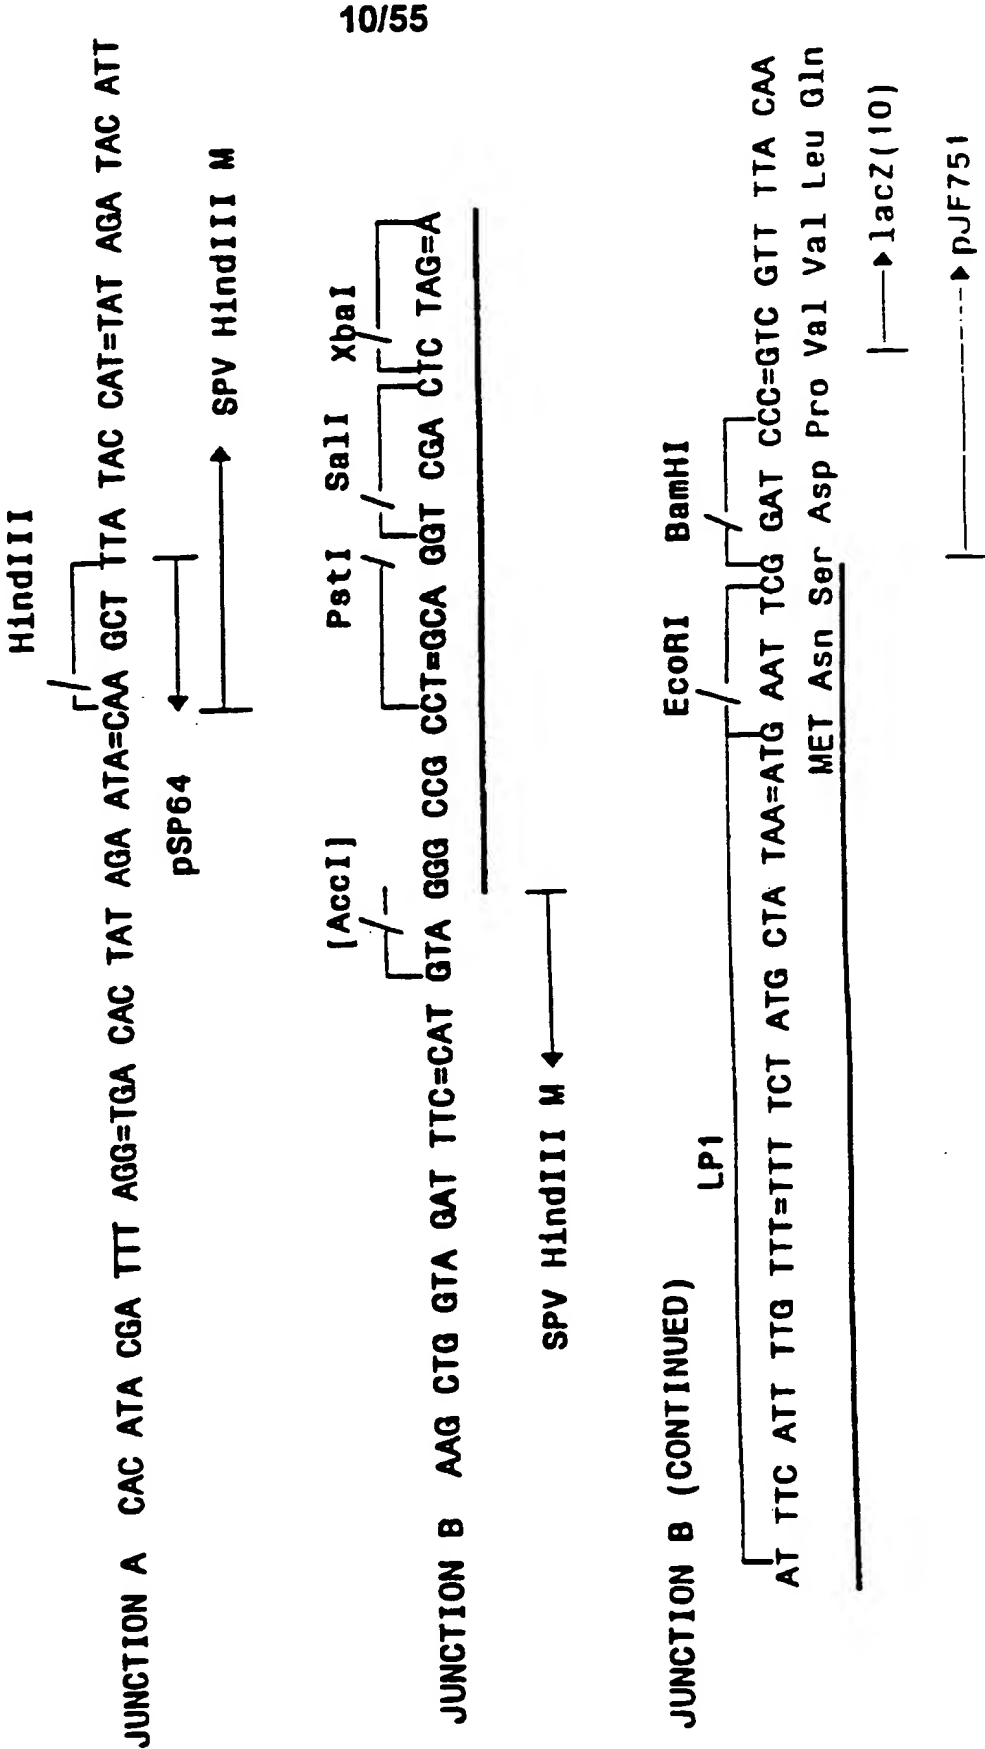 10/55
HindIII
JUNCTION A CAC ATA CGA TTT AGG=TGA CAC TAT AGA ATA=CAA GCT TTA TAC CAT=TAT AGA TAC ATT
pSP64
SPV HindIII M
[AccI] PstI SalI XbaI
JUNCTION B AAG CTG GTA GAT TTC=CAT GTA GGG CCG CCT=GCA GGT CGA CTC TAG=A
SPV HindIII M
JUNCTION B (CONTINUED)
LP1 EcoRI BamHI
AT TTC ATT TTG TTT=TTT TCT ATG CTA TAA=ATG AAT TCG GAT CCC=GTC GTT TTA CAA
MET Asn Ser Asp Pro Val Val Leu Gln
lacZ(10)
pJF751